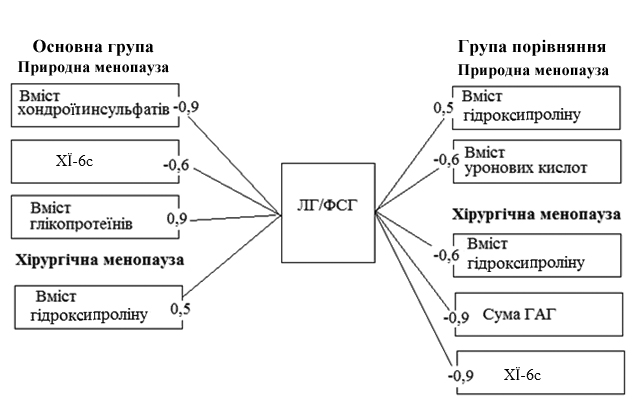 Основна група
Природна менопауза
Вміст
хондроїтинсульфатів
-0,9
ХЇ-6с
-0,6
Вміст
глікопротеїнів
0,9
Хірургічна менопауза
Вміст
гідроксипроліну
0,5
ЛГ/ФСГ
Група порівняння
Природна менопауза
0,5
Вміст
гідроксипроліну
-0,6
Вміст
уронових кислот
Хірургічна менопауза
-0,6
Вміст
гідроксипроліну
-0,9
Сума ГАГ
-0,9
ХЇ-6с